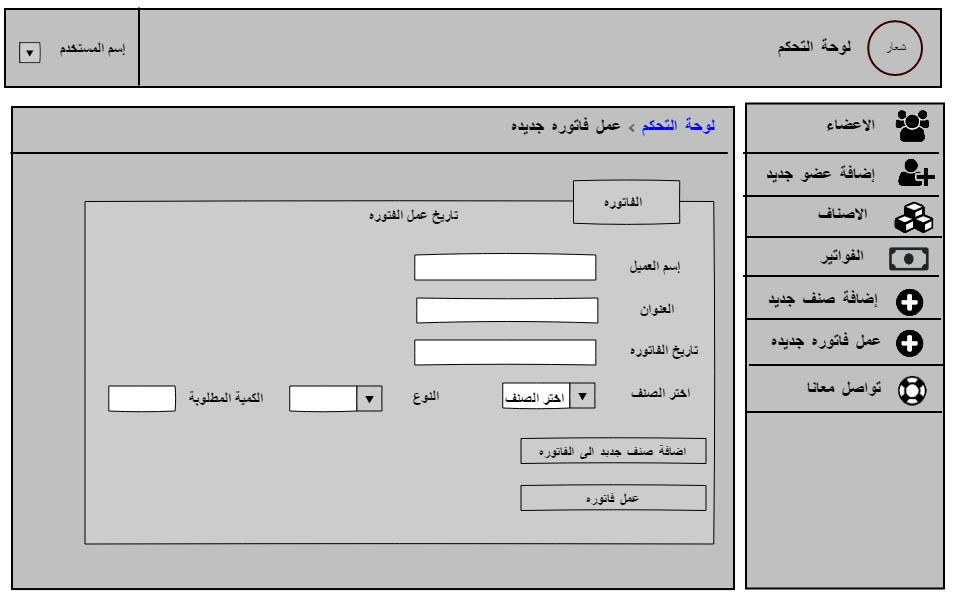 شعار
لوحة التحكم
إسم المستخدم
الاعضاء
إضافة عضو جديد
الاصناف
الفواتير
إضافة صنف جديد
عمل فاتوره جديده
تواصل معانا
لوحة التحكم > عمل فاتوره جديده
الفاتوره
تاريخ عمل الفتوره
إسم العميل
العنوان
تاريخ الفاتوره
اختر الصنف اختر الصنف النوع الكمية المطلوبة
اضافة صنف جديد الى الفاتوره
عمل فاتوره